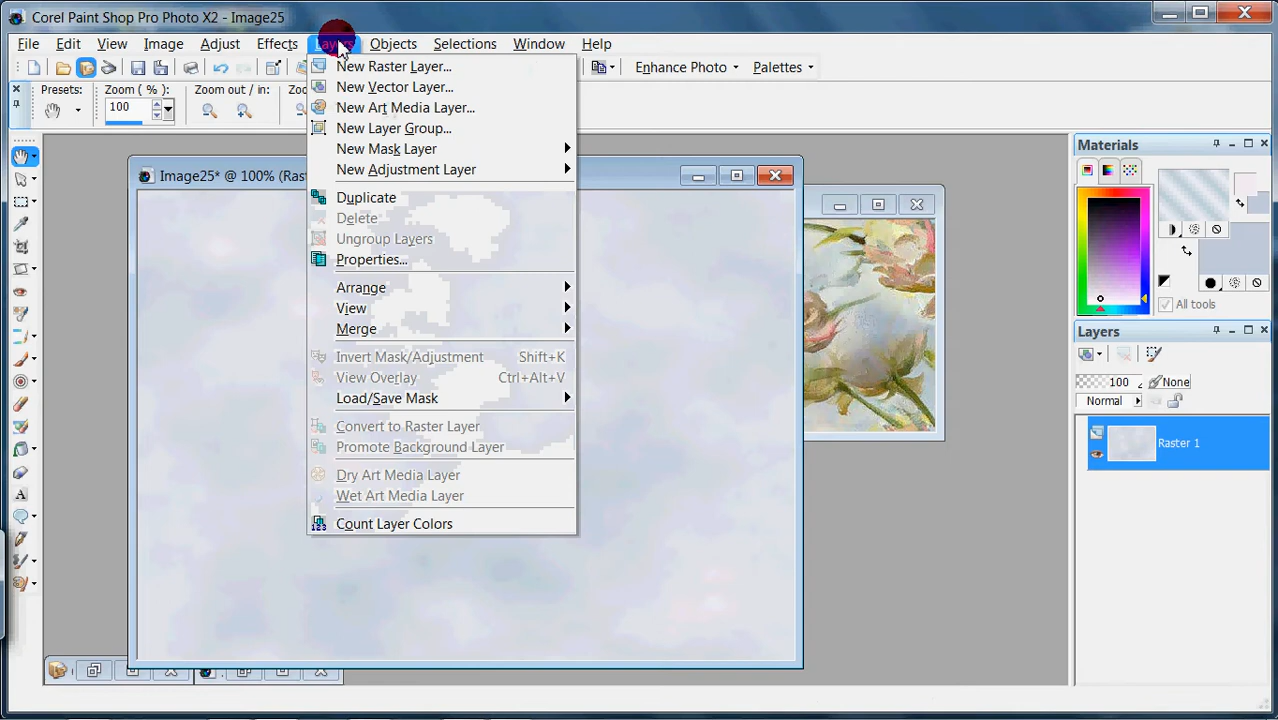 Corel Paint Shop Pro Photo X2 - Image25
File Edit View Image Adjust Effects Layers Objects Selections Window Help
Enhance Photo Palettes
Presets: Zoom ( % ): Zoom out / in:
100
Image25* @ 100%
New Raster Layer...
New Vector Layer...
New Art Media Layer...
New Layer Group...
New Mask Layer
New Adjustment Layer
Duplicate
Delete
Ungroup Layers
Properties...
Arrange
View
Merge
Invert Mask/Adjustment Shift+K
View Overlay Ctrl+Alt+V
Load/Save Mask
Convert to Raster Layer
Promote Background Layer
Dry Art Media Layer
Wet Art Media Layer
Count Layer Colors
Materials
All tools
Layers
100 None
Normal
Raster 1